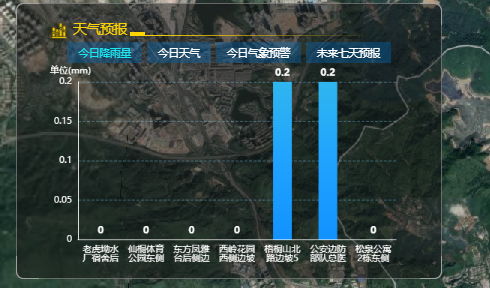 天气预报
今日降雨量 今日天气 今日气象预警 未来七天预报
单位(mm)
0.2 0.2
0.2
0.15
0.1
0.05
0 0 0 0 0
0
老虎坳水 仙桐体育 东方凤雅 西岭花园 梧桐山北 公安边防 松泉公寓
厂宿舍后 公园东侧 台后侧边 西侧边坡 路边坡5 部队总医 2栋东侧